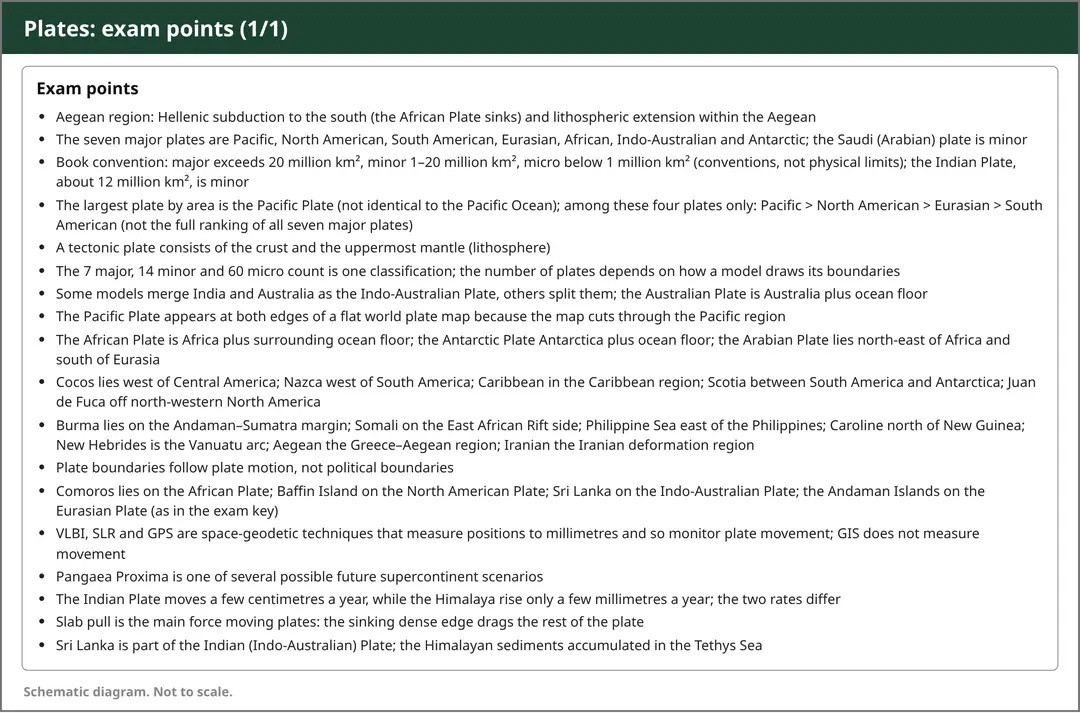 Plates: exam points (1/1)
Exam points
• Aegean region: Hellenic subduction to the south (the African Plate sinks) and lithospheric extension within the Aegean
• The seven major plates are Pacific, North American, South American, Eurasian, African, Indo-Australian and Antarctic; the Saudi (Arabian) plate is minor
• Book convention: major exceeds 20 million km², minor 1–20 million km², micro below 1 million km² (conventions, not physical limits); the Indian Plate,
about 12 million km², is minor
• The largest plate by area is the Pacific Plate (not identical to the Pacific Ocean); among these four plates only: Pacific > North American > Eurasian > South
American (not the full ranking of all seven major plates)
• A tectonic plate consists of the crust and the uppermost mantle (lithosphere)
• The 7 major, 14 minor and 60 micro count is one classification; the number of plates depends on how a model draws its boundaries
• Some models merge India and Australia as the Indo-Australian Plate, others split them; the Australian Plate is Australia plus ocean floor
• The Pacific Plate appears at both edges of a flat world plate map because the map cuts through the Pacific region
• The African Plate is Africa plus surrounding ocean floor; the Antarctic Plate Antarctica plus ocean floor; the Arabian Plate lies north-east of Africa and
south of Eurasia
• Cocos lies west of Central America; Nazca west of South America; Caribbean in the Caribbean region; Scotia between South America and Antarctica; Juan
de Fuca off north-western North America
• Burma lies on the Andaman–Sumatra margin; Somali on the East African Rift side; Philippine Sea east of the Philippines; Caroline north of New Guinea;
New Hebrides is the Vanuatu arc; Aegean the Greece–Aegean region; Iranian the Iranian deformation region
• Plate boundaries follow plate motion, not political boundaries
• Comoros lies on the African Plate; Baffin Island on the North American Plate; Sri Lanka on the Indo-Australian Plate; the Andaman Islands on the
Eurasian Plate (as in the exam key)
• VLBI, SLR and GPS are space-geodetic techniques that measure positions to millimetres and so monitor plate movement; GIS does not measure
movement
• Pangaea Proxima is one of several possible future supercontinent scenarios
• The Indian Plate moves a few centimetres a year, while the Himalaya rise only a few millimetres a year; the two rates differ
• Slab pull is the main force moving plates: the sinking dense edge drags the rest of the plate
• Sri Lanka is part of the Indian (Indo-Australian) Plate; the Himalayan sediments accumulated in the Tethys Sea
Schematic diagram. Not to scale.